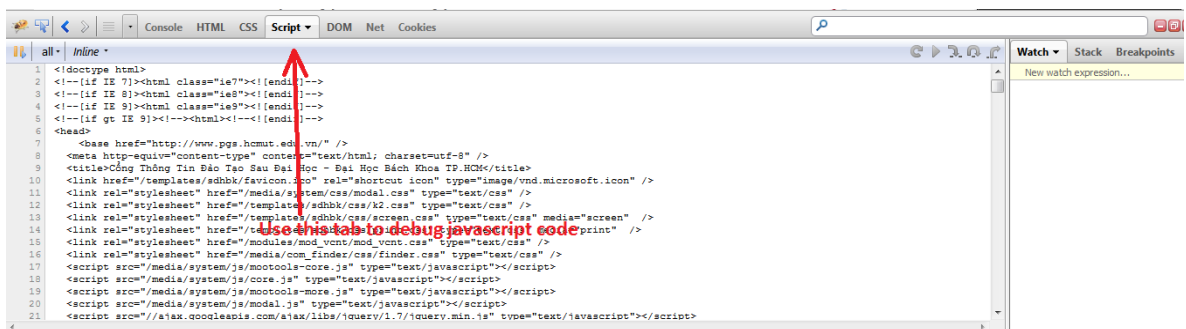 Console HTML CSS Script DOM Net Cookies
all Inline
Watch Stack Breakpoints
New watch expression...
1 <!doctype html>
2 <!--[if IE 7]><html class="ie7"><![endif]-->
3 <!--[if IE 8]><html class="ie8"><![endif]-->
4 <!--[if IE 9]><html class="ie9"><![endif]-->
5 <!--[if gt IE 9]><!--><html><!--<![endif]-->
6 <head>
7 <base href="http://www.pgs.hcmut.edu.vn/" />
8 <meta http-equiv="content-type" content="text/html; charset=utf-8" />
9 <title>Cổng Thông Tin Đào Tạo Sau Đại Học - Đại Học Bách Khoa TP.HCM</title>
10 <link href="/templates/sdhbk/favicon.ico" rel="shortcut icon" type="image/vnd.microsoft.icon" />
11 <link rel="stylesheet" href="/media/system/css/modal.css" type="text/css" />
12 <link rel="stylesheet" href="/templates/sdhbk/css/k2.css" type="text/css" />
13 <link rel="stylesheet" href="/templates/sdhbk/css/screen.css" type="text/css" media="screen" />
14 <link rel="stylesheet" href="/templates/sdhbk/css/print.css" type="text/css" media="print" />
Use this tab to debug javascript code
15 <link rel="stylesheet" href="/modules/mod_vcnt/mod_vcnt.css" type="text/css" />
16 <link rel="stylesheet" href="/media/com_finder/css/finder.css" type="text/css" />
17 <script src="/media/system/js/mootools-core.js" type="text/javascript"></script>
18 <script src="/media/system/js/core.js" type="text/javascript"></script>
19 <script src="/media/system/js/mootools-more.js" type="text/javascript"></script>
20 <script src="/media/system/js/modal.js" type="text/javascript"></script>
21 <script src="//ajax.googleapis.com/ajax/libs/jquery/1.7/jquery.min.js" type="text/javascript"></script>